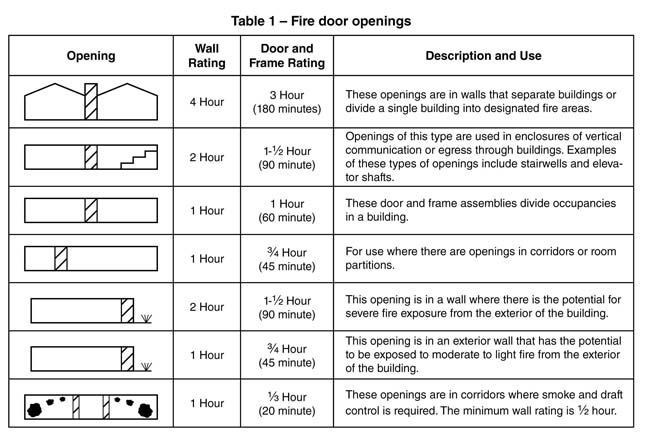 Table 1 – Fire door openings
Opening
Wall
Rating
Door and
Frame Rating
Description and Use
4 Hour
3 Hour
(180 minutes)
These openings are in walls that separate buildings or
divide a single building into designated fire areas.
2 Hour
1-½ Hour
(90 minute)
Openings of this type are used in enclosures of vertical
communication or egress through buildings. Examples
of these types of openings include stairwells and eleva-
tor shafts.
1 Hour
1 Hour
(60 minute)
These door and frame assemblies divide occupancies
in a building.
1 Hour
¾ Hour
(45 minute)
For use where there are openings in corridors or room
partitions.
2 Hour
1-½ Hour
(90 minute)
This opening is in a wall where there is the potential for
severe fire exposure from the exterior of the building.
1 Hour
¾ Hour
(45 minute)
This opening is in an exterior wall that has the potential
to be exposed to moderate to light fire from the exterior
of the building.
1 Hour
⅓ Hour
(20 minute)
These openings are in corridors where smoke and draft
control is required. The minimum wall rating is ½ hour.